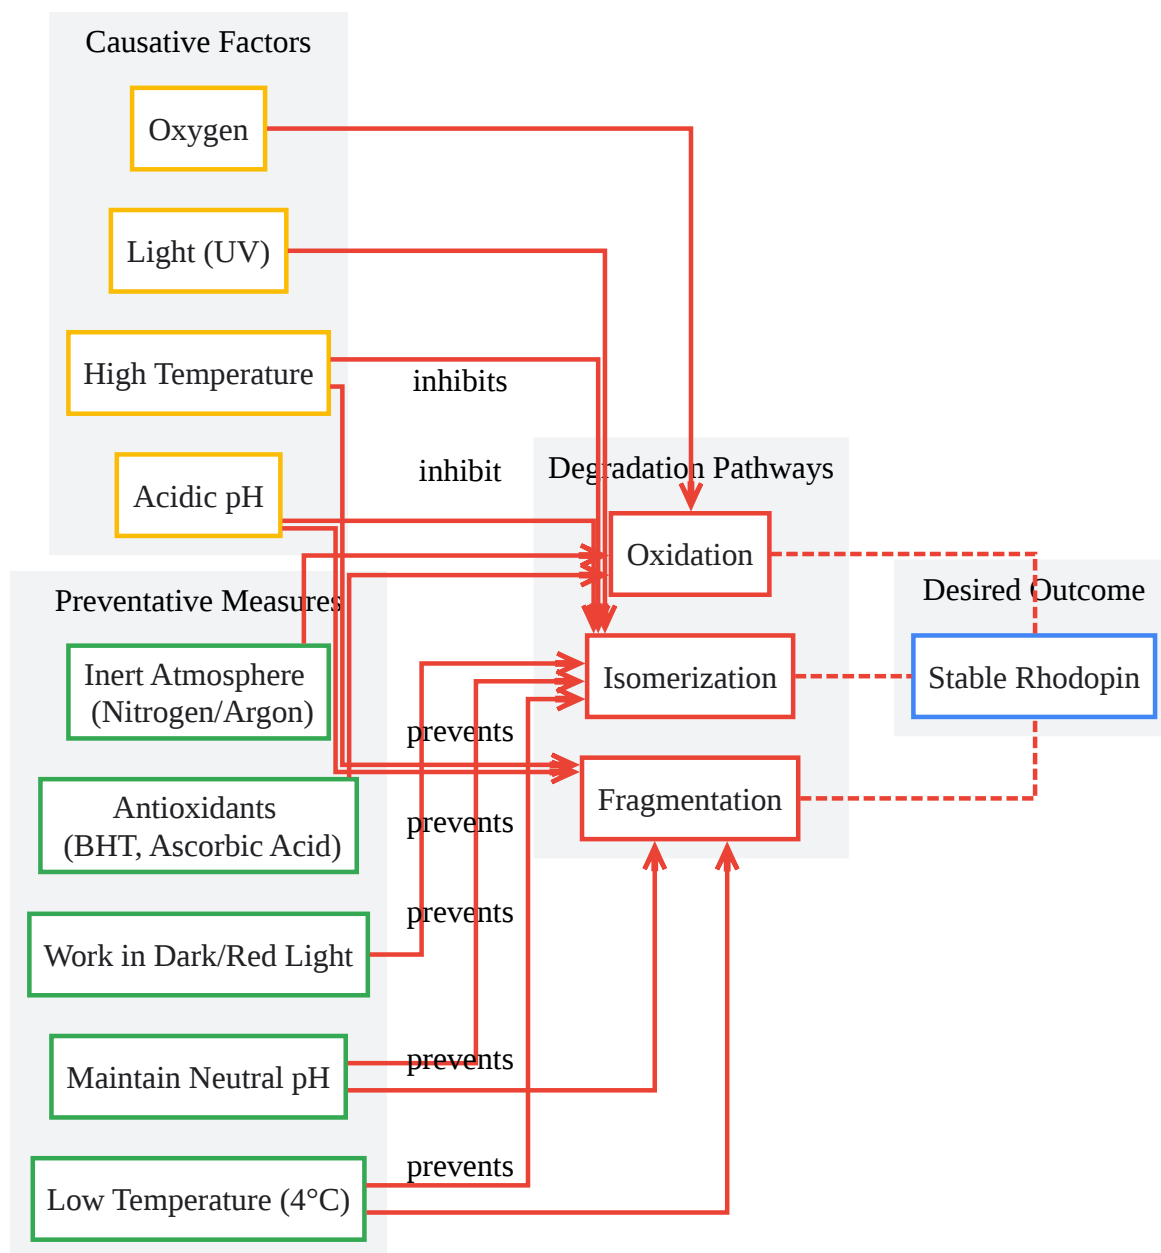 Causative Factors
Oxygen
Light (UV)
High Temperature
inhibits
Acidic pH
inhibit
Degradation Pathways
Oxidation
Isomerization
Fragmentation
Desired Outcome
Stable Rhodopin
Preventative Measures
Inert Atmosphere
(Nitrogen/Argon)
Antioxidants
(BHT, Ascorbic Acid)
Work in Dark/Red Light
Maintain Neutral pH
Low Temperature (4°C)
prevents
prevents
prevents
prevents
prevents